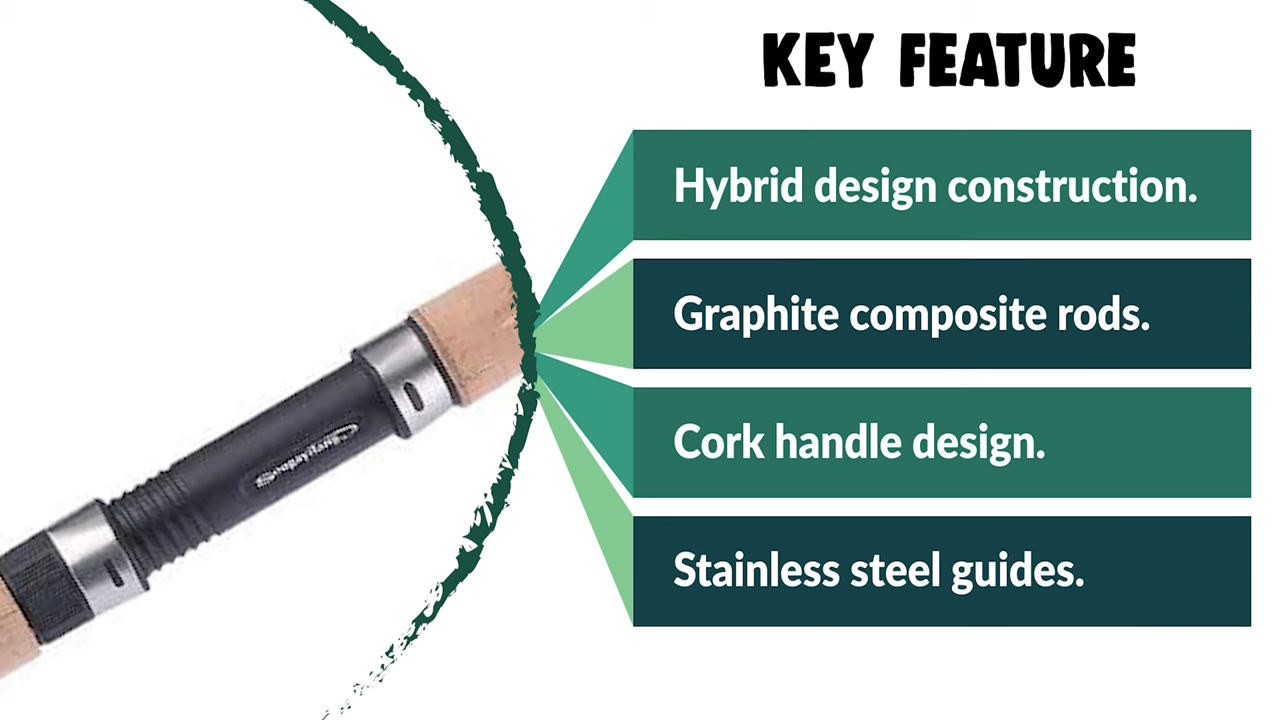 KEY FEATURE
Hybrid design construction.
Graphite composite rods.
Cork handle design.
Stainless steel guides.